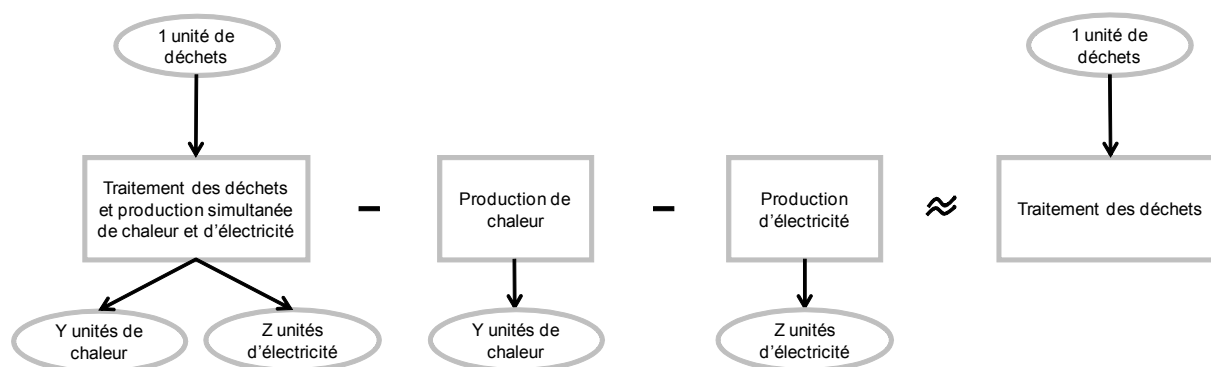 1 unité de
déchets
1 unité de
déchets
Traitement des déchets
et production simultanée
de chaleur et d'électricité
–
Production de
chaleur
–
Production
d'électricité
≈
Traitement des déchets
Y unités de
chaleur
Z unités
d'électricité
Y unités de
chaleur
Z unités
d'électricité